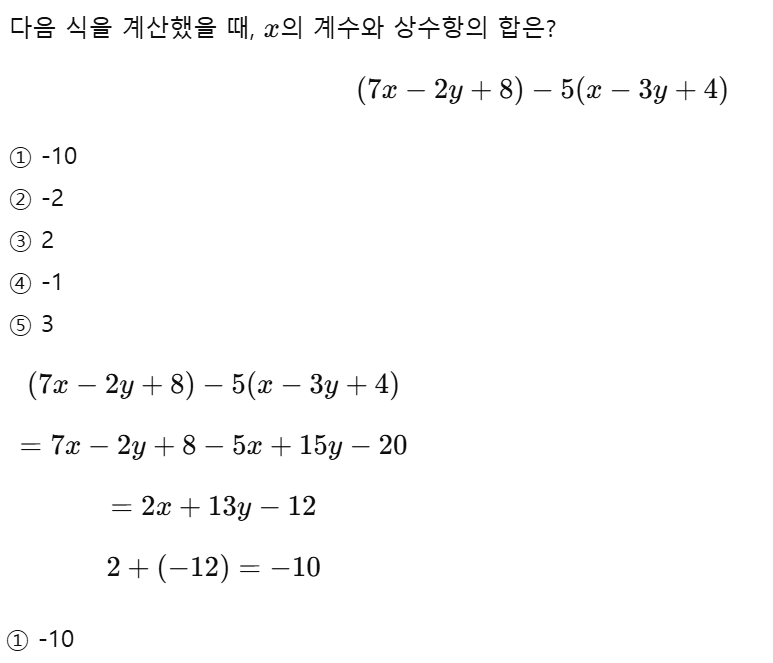 다음 식을 계산했을 때, x의 계수와 상수항의 합은?
(7x − 2y + 8) − 5(x − 3y + 4)
① -10
② -2
③ 2
④ -1
⑤ 3
(7x − 2y + 8) − 5(x − 3y + 4)
= 7x − 2y + 8 − 5x + 15y − 20
= 2x + 13y − 12
2 + (−12) = −10
① -10